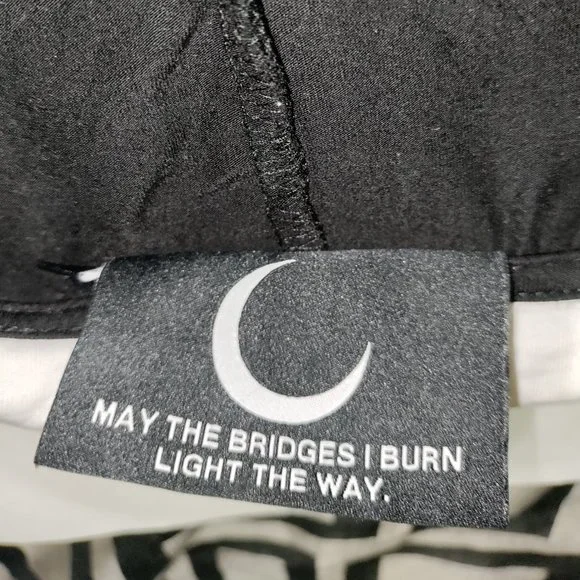 MAY THE BRIDGES I BURN
LIGHT THE WAY.